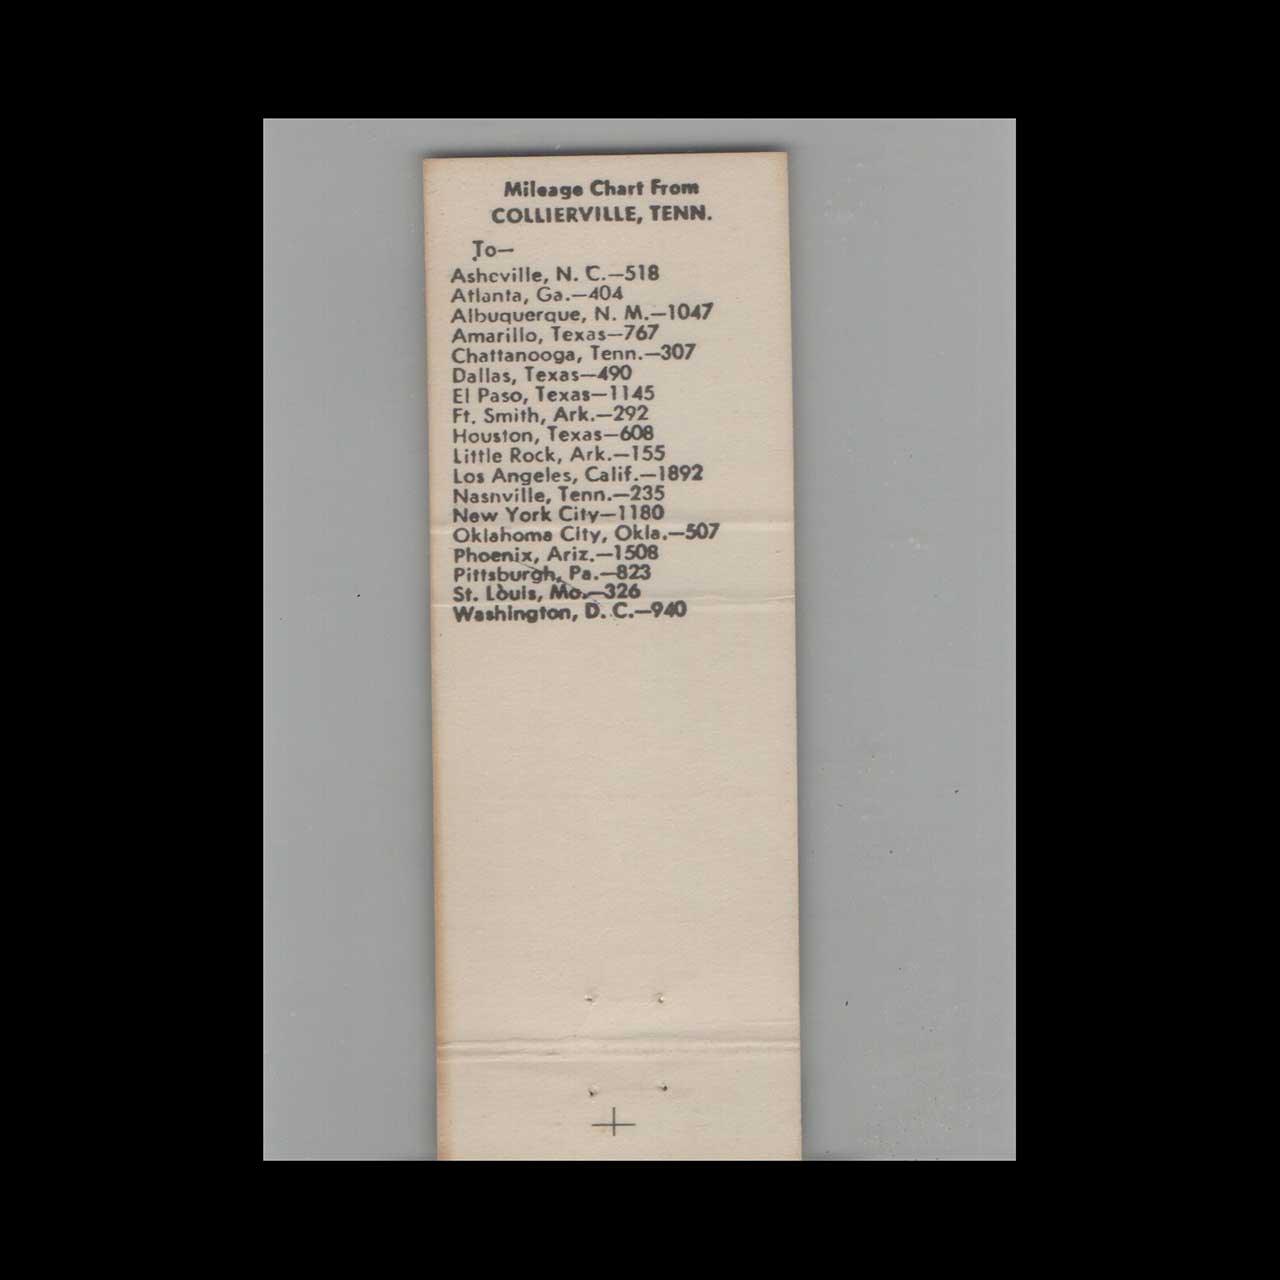 Mileage Chart From
COLLIERVILLE, TENN.
To—
Asheville, N. C.—518
Atlanta, Ga.—404
Albuquerque, N. M.—1047
Amarillo, Texas—767
Chattanooga, Tenn.—307
Dallas, Texas—490
El Paso, Texas—1145
Ft. Smith, Ark.—292
Houston, Texas—608
Little Rock, Ark.—155
Los Angeles, Calif.—1892
Nashville, Tenn.—235
New York City—1180
Oklahoma City, Okla.—507
Phoenix, Ariz.—1508
Pittsburgh, Pa.—823
St. Louis, Mo.—326
Washington, D. C.—940